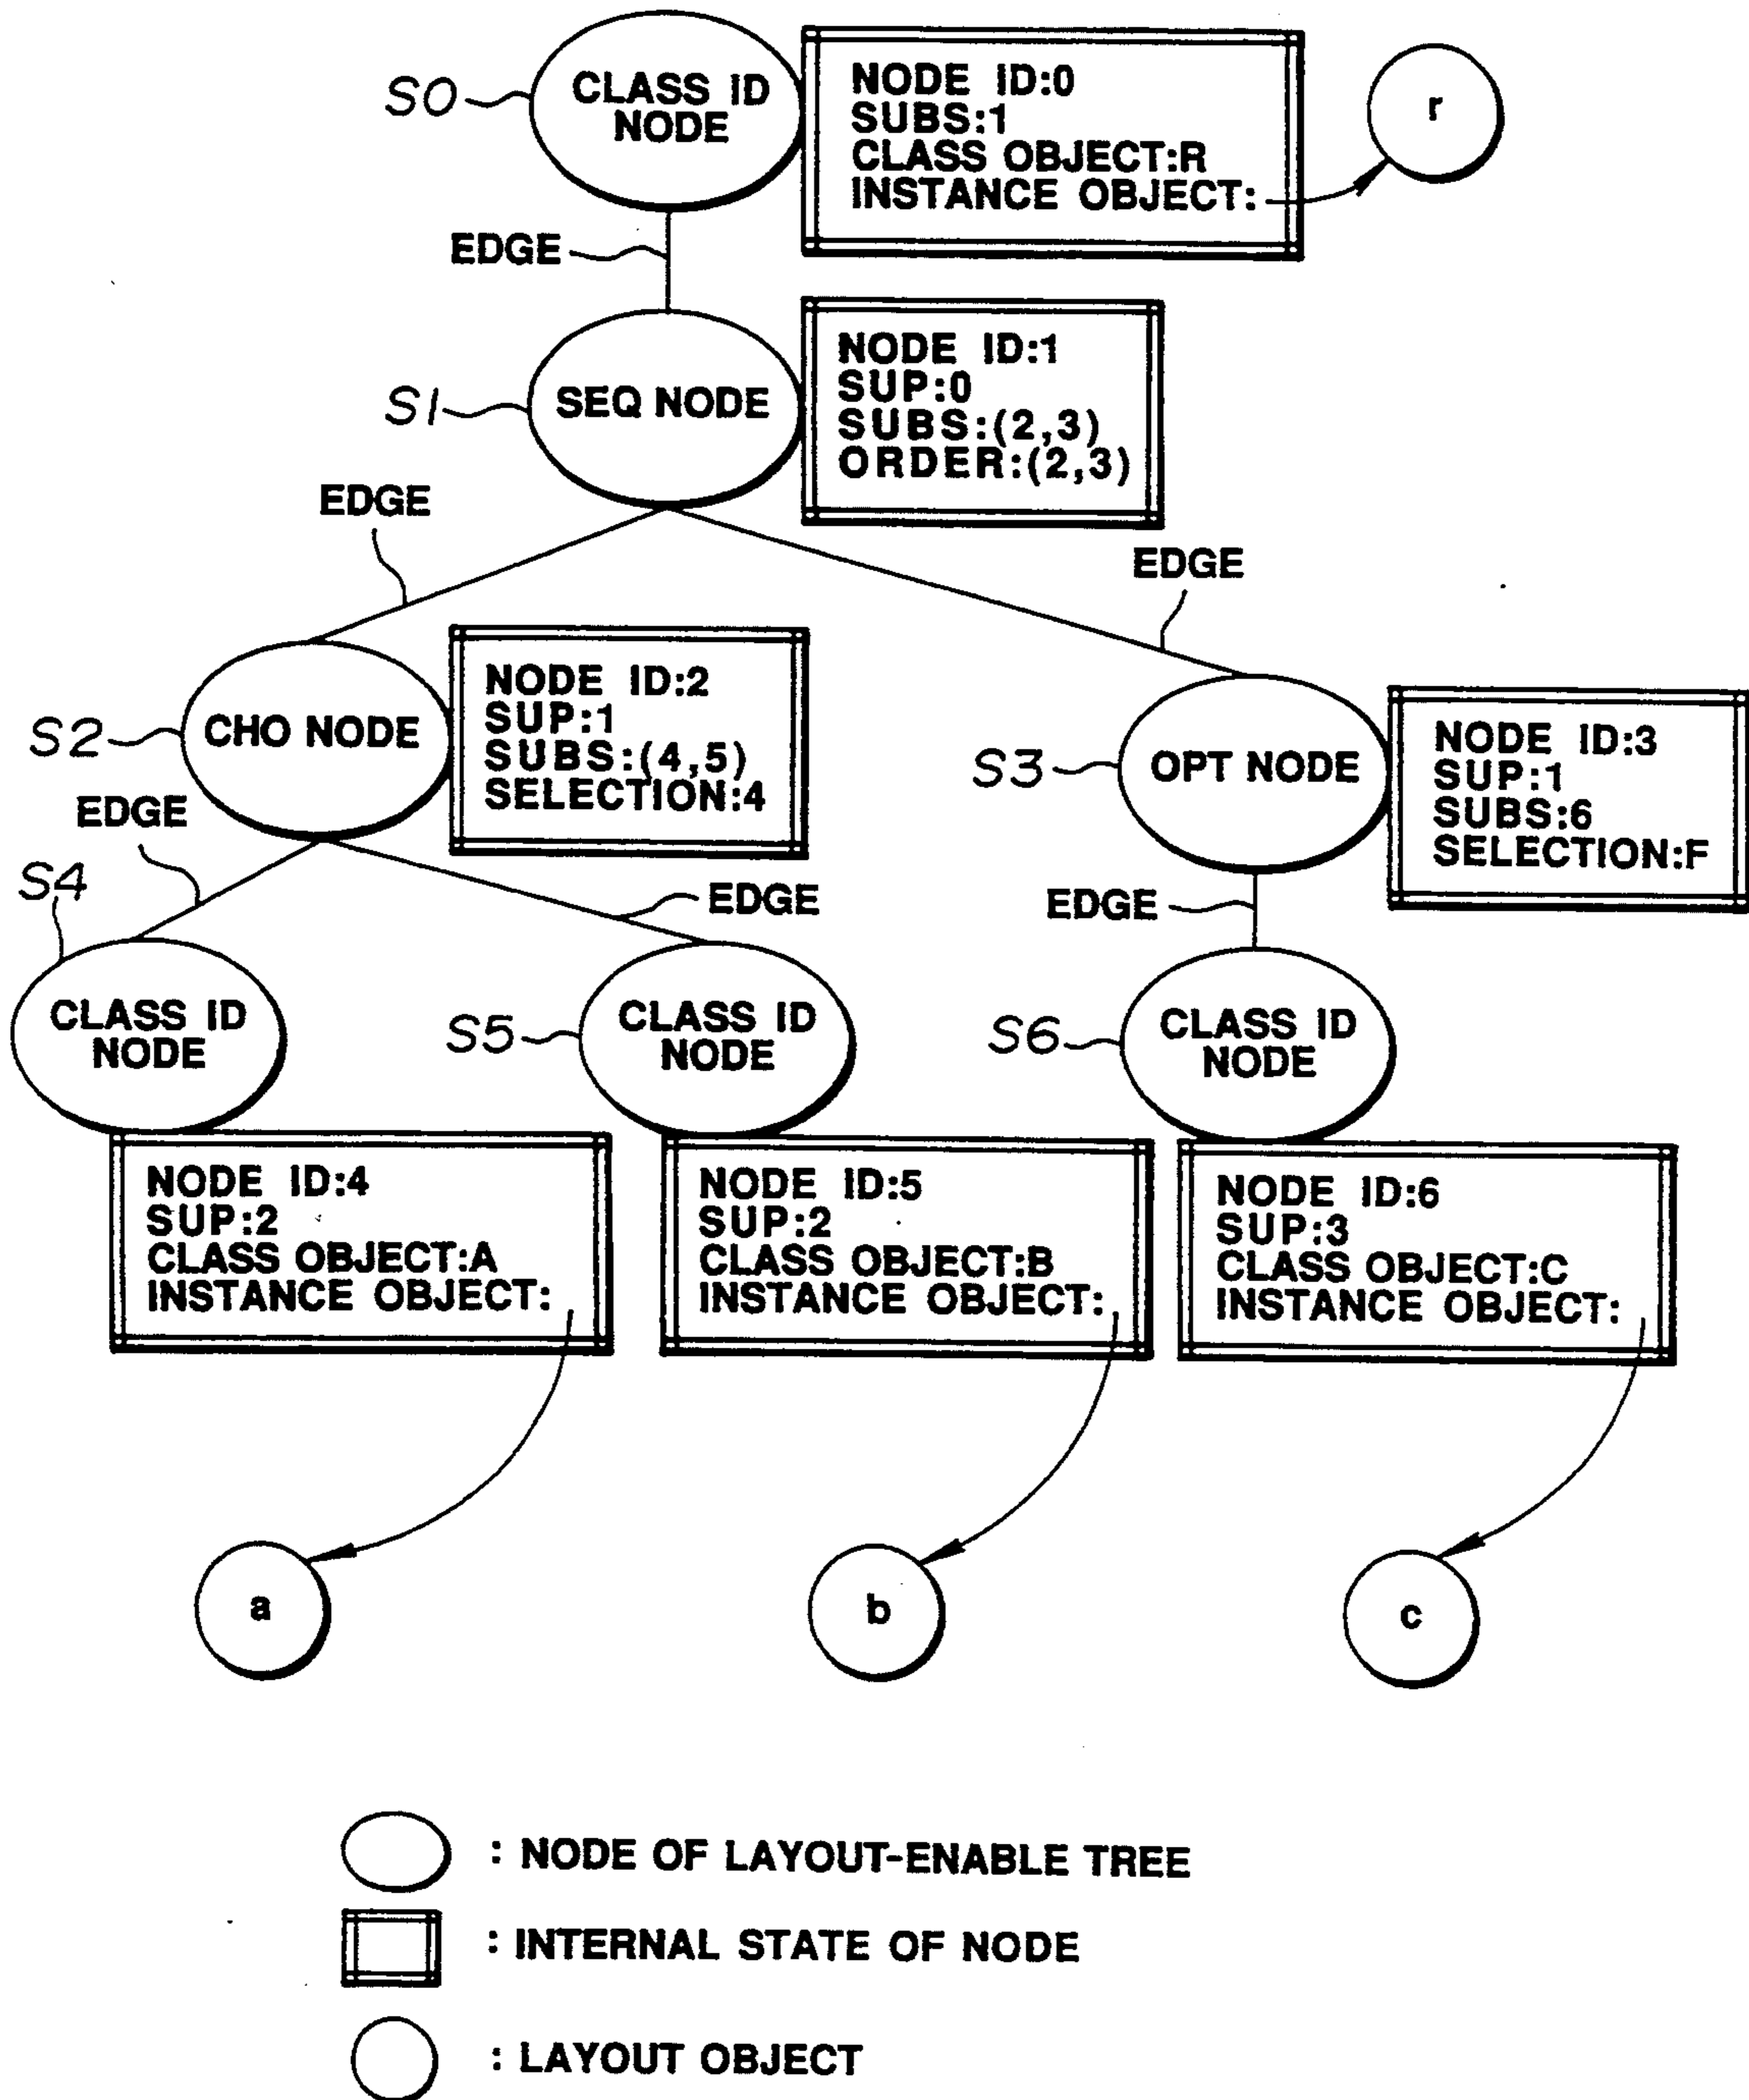 S0
CLASS ID
NODE
NODE ID:0
SUBS:1
CLASS OBJECT:R
INSTANCE OBJECT:
r
EDGE
S1
SEQ NODE
NODE ID:1
SUP:0
SUBS:(2,3)
ORDER:(2,3)
EDGE
EDGE
S2
CHO NODE
NODE ID:2
SUP:1
SUBS:(4,5)
SELECTION:4
S3
OPT NODE
NODE ID:3
SUP:1
SUBS:6
SELECTION:F
EDGE
EDGE
EDGE
S4
CLASS ID
NODE
S5
CLASS ID
NODE
S6
CLASS ID
NODE
NODE ID:4
SUP:2
CLASS OBJECT:A
INSTANCE OBJECT:
NODE ID:5
SUP:2
CLASS OBJECT:B
INSTANCE OBJECT:
NODE ID:6
SUP:3
CLASS OBJECT:C
INSTANCE OBJECT:
a
b
c
: NODE OF LAYOUT-ENABLE TREE
: INTERNAL STATE OF NODE
: LAYOUT OBJECT